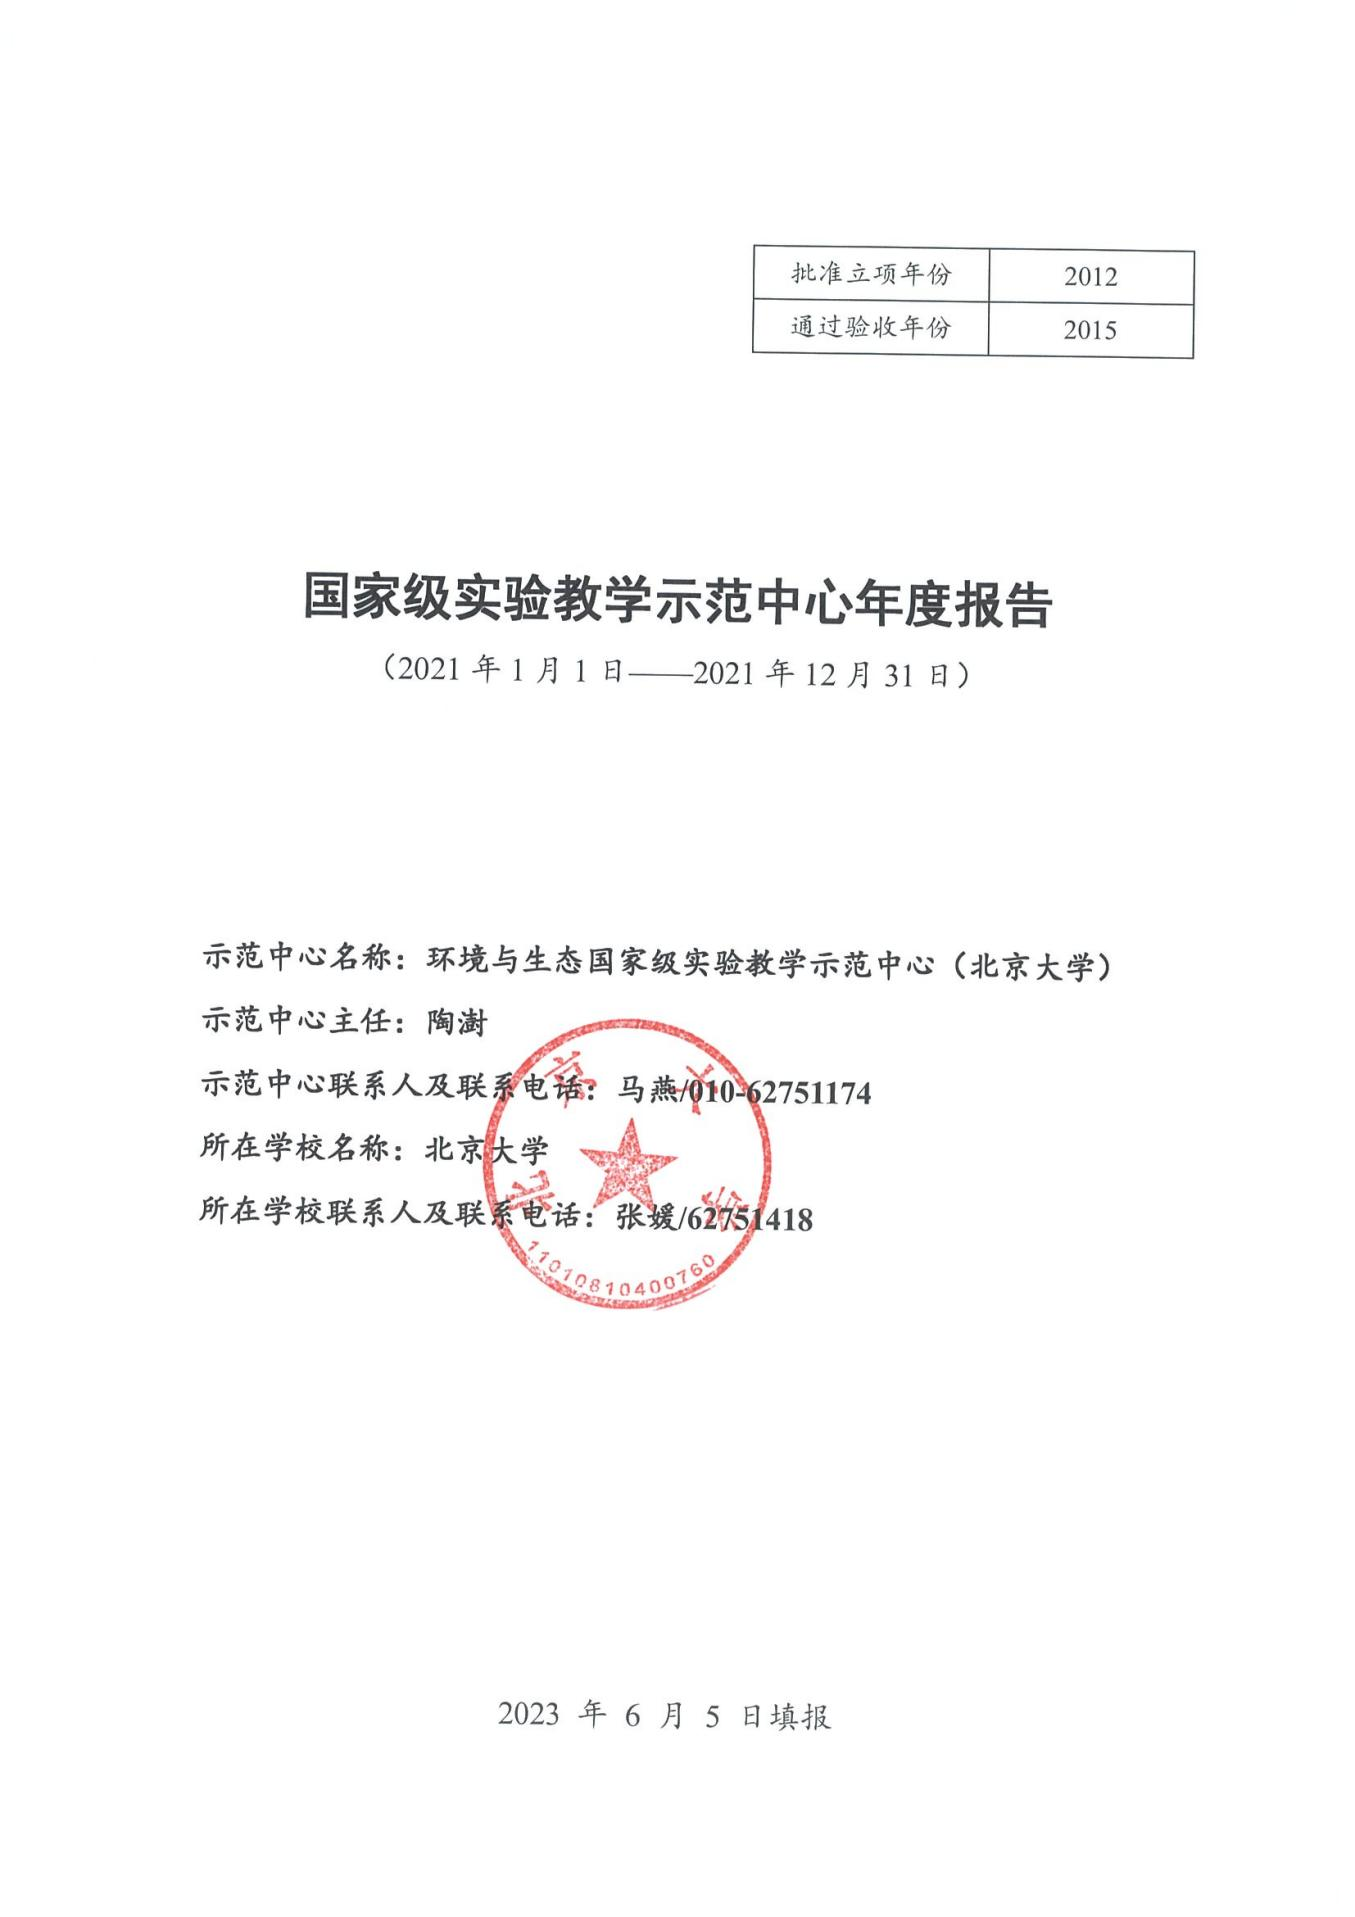 批准立项年份 2012
通过验收年份 2015
国家级实验教学示范中心年度报告
（2021 年 1 月 1 日——2021 年 12 月 31 日）
示范中心名称：环境与生态国家级实验教学示范中心（北京大学）
示范中心主任：陶澍
示范中心联系人及联系电话：马燕/010-62751174
所在学校名称：北京大学
所在学校联系人及联系电话：张媛/62751418
北京大学
11010810400760
2023 年 6 月 5 日填报